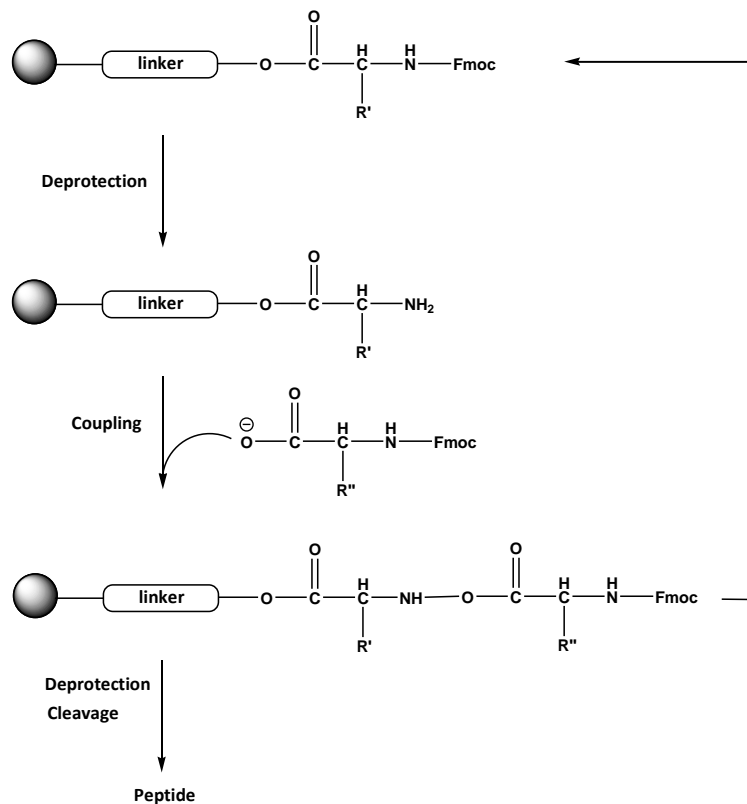 O
H H
linker O C C N Fmoc
R'
Deprotection
O
H
linker O C C NH2
R'
O
Coupling
⊖ H H
O C C N Fmoc
R"
O O
H H H
linker O C C NH O C C N Fmoc
R' R"
Deprotection
Cleavage
Peptide